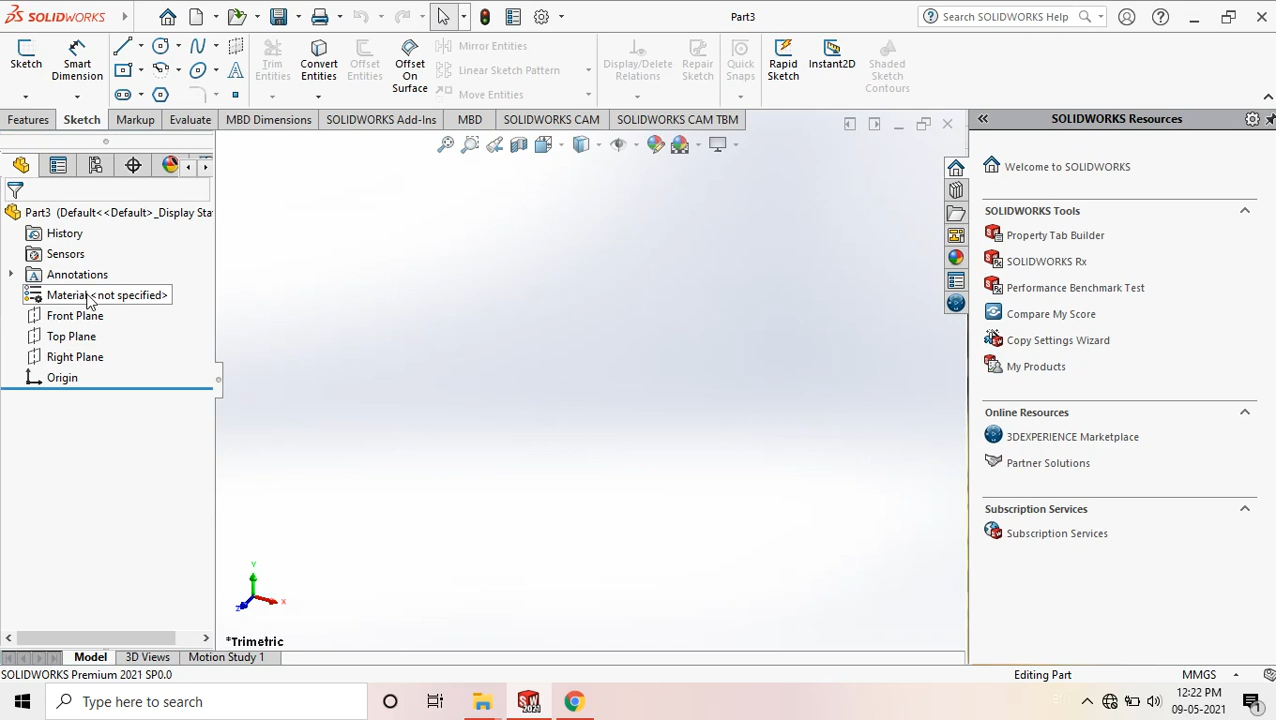 SOLIDWORKS
Part3
Search SOLIDWORKS Help
Sketch
Smart Dimension
Trim Entities
Convert Entities
Offset Entities
Offset On Surface
Mirror Entities
Linear Sketch Pattern
Move Entities
Display/Delete Relations
Repair Sketch
Quick Snaps
Rapid Sketch
Instant2D
Shaded Sketch Contours
Features
Sketch
Markup
Evaluate
MBD Dimensions
SOLIDWORKS Add-Ins
MBD
SOLIDWORKS CAM
SOLIDWORKS CAM TBM
Part3 (Default<<Default>_Display Sta
History
Sensors
Annotations
Material <not specified>
Front Plane
Top Plane
Right Plane
Origin
Y
X
Z
*Trimetric
SOLIDWORKS Resources
Welcome to SOLIDWORKS
SOLIDWORKS Tools
Property Tab Builder
SOLIDWORKS Rx
Performance Benchmark Test
Compare My Score
Copy Settings Wizard
My Products
Online Resources
3DEXPERIENCE Marketplace
Partner Solutions
Subscription Services
Subscription Services
Model
3D Views
Motion Study 1
SOLIDWORKS Premium 2021 SP0.0
Editing Part
MMGS
Type here to search
SW
2021
12:22 PM
09-05-2021
1